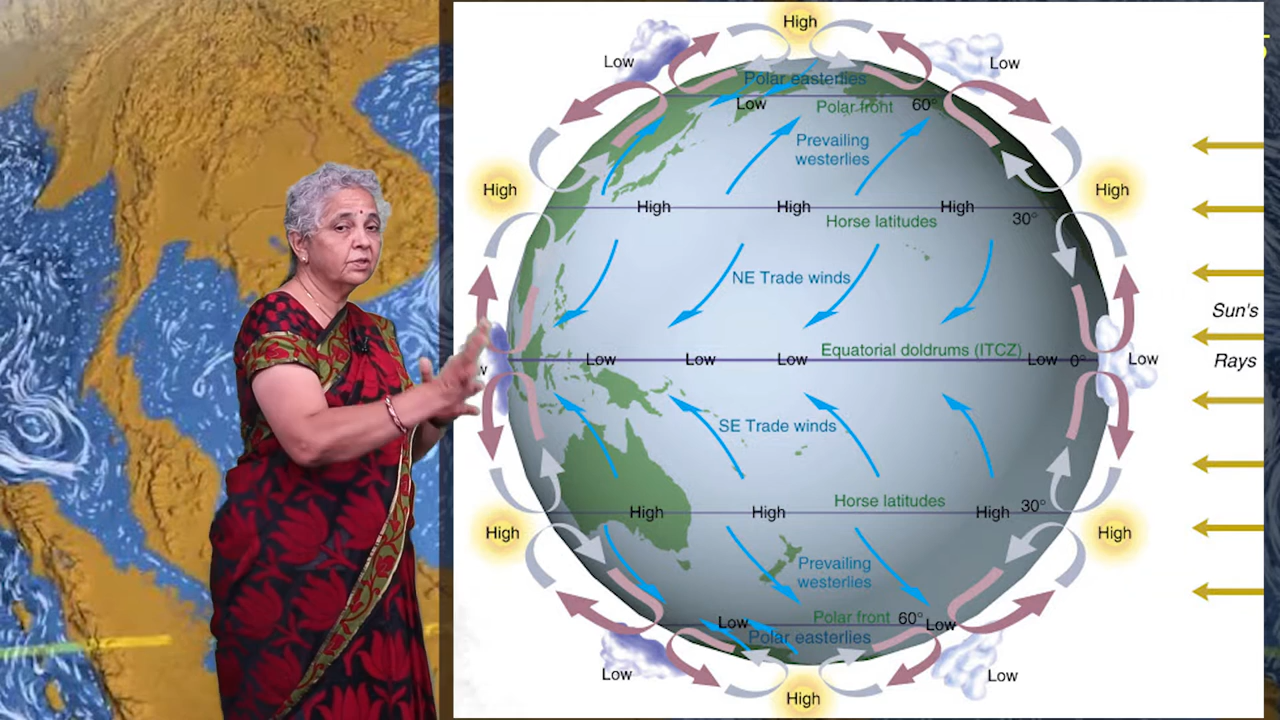 High
Low
Low
Polar easterlies
Low
Polar front
60°
Prevailing
westerlies
High
High
High
High
High
Horse latitudes
30°
NE Trade winds
Sun's
Equatorial doldrums (ITCZ)
w
Low
Low
Low
Low
0°
Low
Rays
SE Trade winds
Horse latitudes
High
High
High
30°
High
High
Prevailing
westerlies
Polar front
60°
Low
Low
Polar easterlies
Low
Low
High